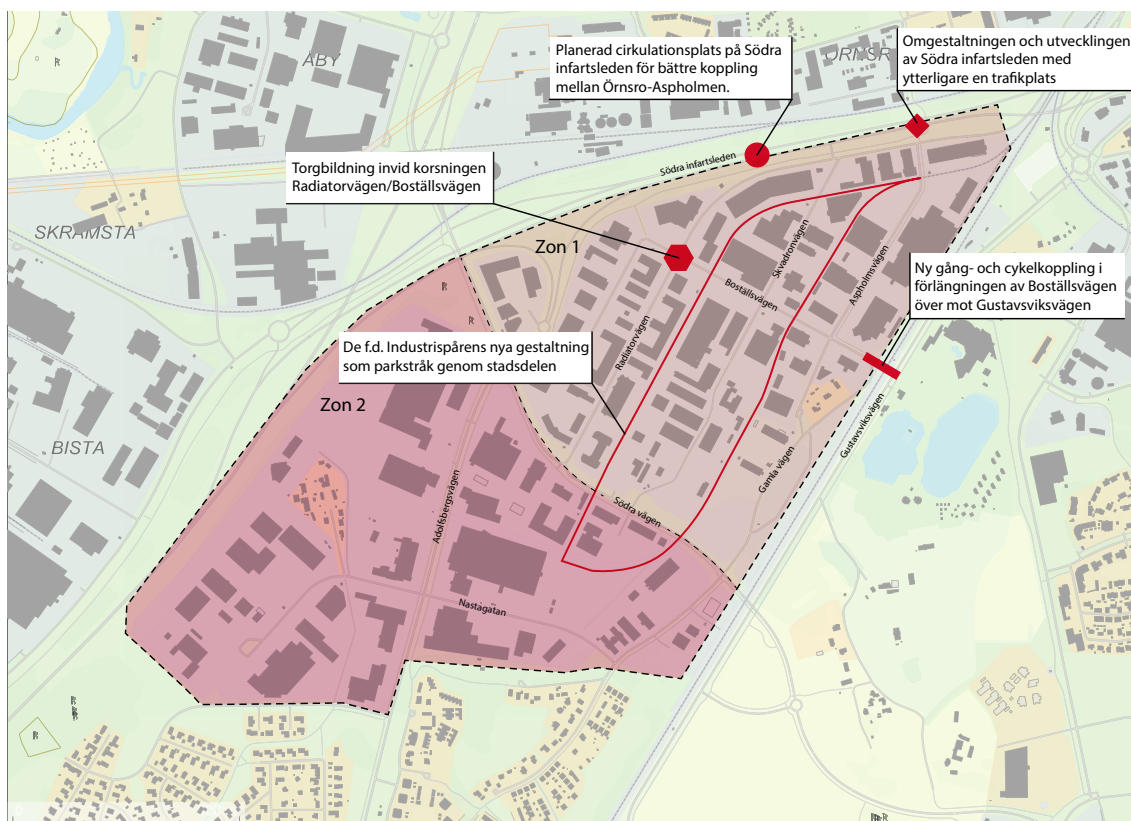 Planerad cirkulationsplats på Södra
infartsleden för bättre koppling
mellan Örnsro-Aspholmen.
Omgestaltningen och utvecklingen
av Södra infartsleden med
ytterligare en trafikplats
ÅBY
ÖRNSR
Torgbildning invid korsningen
Radiatorvägen/Boställsvägen
Södra infartsleden
SKRAMSTA
Zon 1
Skvadronvägen
Aspholmsvägen
Boställsvägen
Ny gång- och cykelkoppling i
förlängningen av Boställsvägen
över mot Gustavsviksvägen
Radiatorvägen
De f.d. Industrispårens nya gestaltning
som parkstråk genom stadsdelen
Zon 2
Gustavsviksvägen
BISTA
Gamla vägen
Adolfsbergsvägen
Södra vägen
Nastagatan